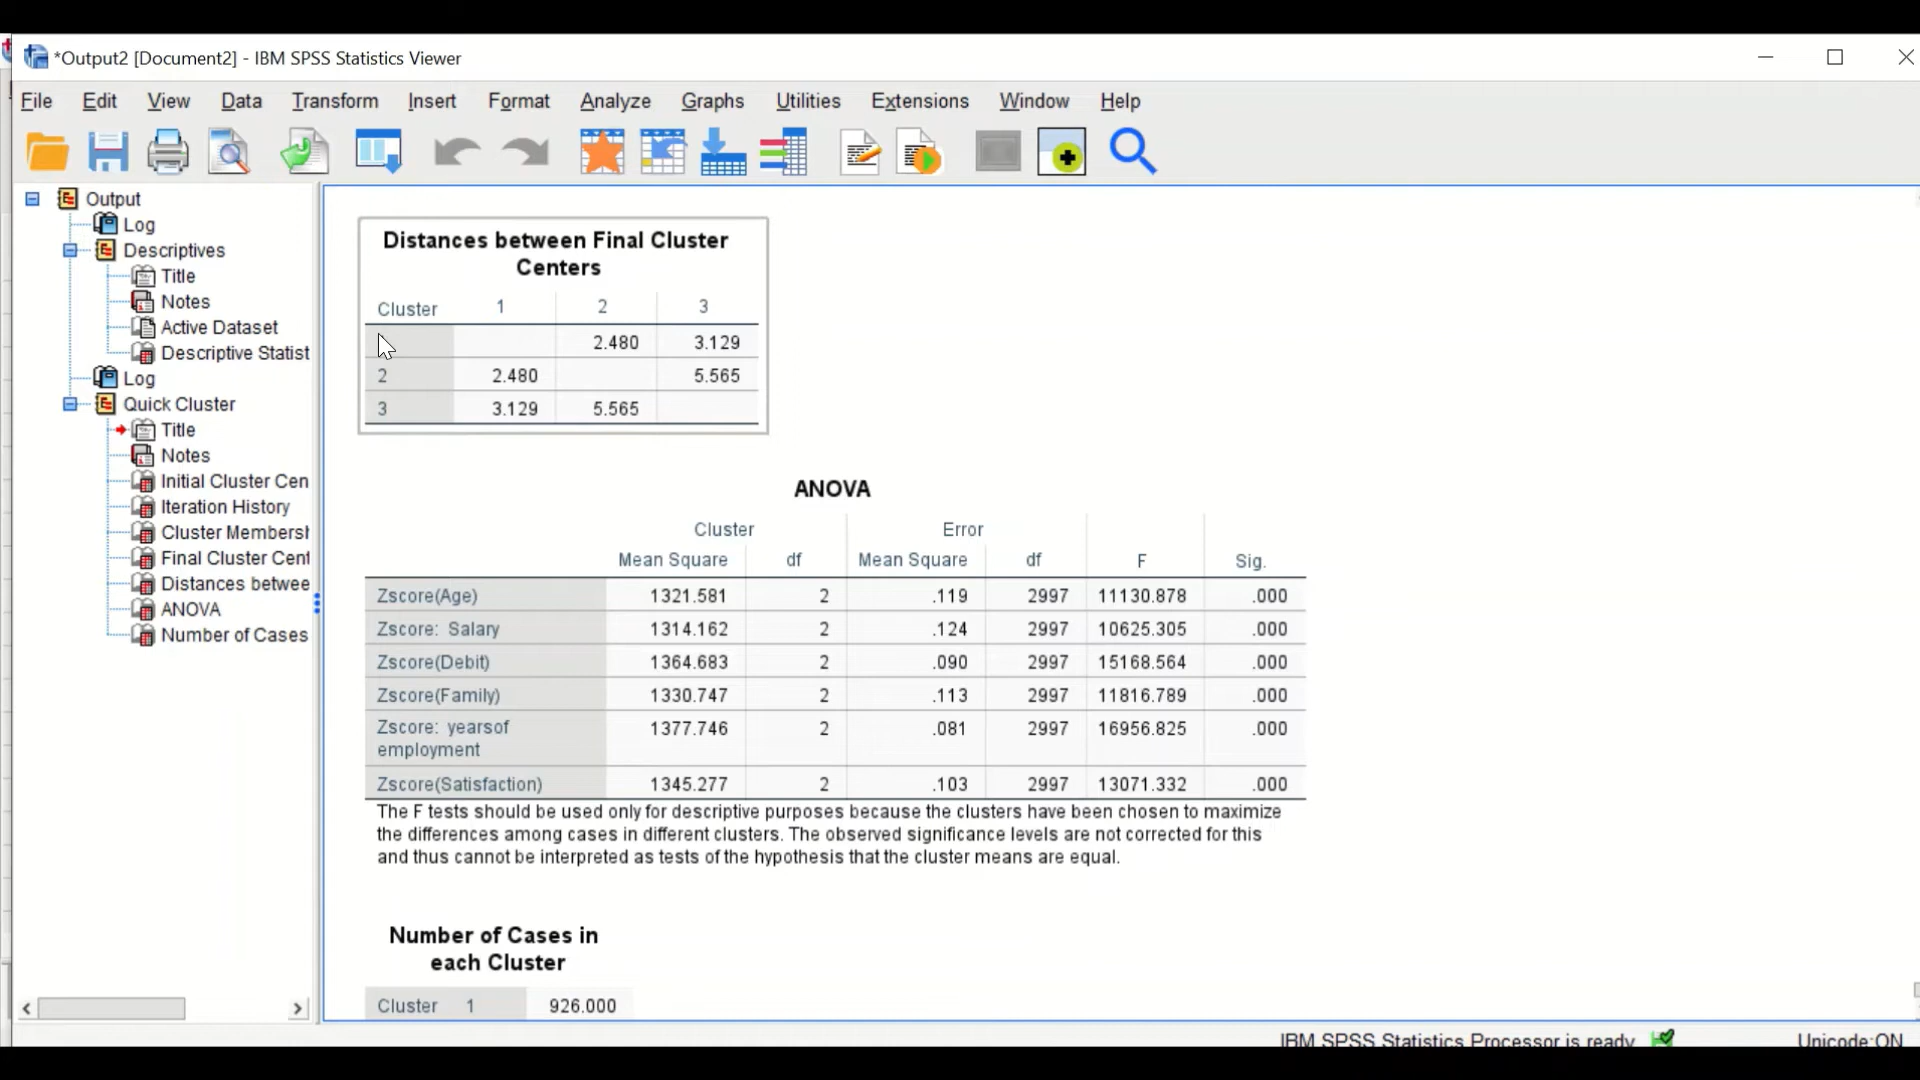 *Output2 [Document2] - IBM SPSS Statistics Viewer
File Edit View Data Transform Insert Format Analyze Graphs Utilities Extensions Window Help
Output
Log
Descriptives
Title
Notes
Active Dataset
Descriptive Statist
Log
Quick Cluster
Title
Notes
Initial Cluster Cen
Iteration History
Cluster Membersh
Final Cluster Cent
Distances betwee
ANOVA
Number of Cases
Distances between Final Cluster
Centers
Cluster 1 2 3
2.480 3.129
2 2.480 5.565
3 3.129 5.565
ANOVA
Cluster Error
Mean Square df Mean Square df F Sig.
Zscore(Age) 1321.581 2 .119 2997 11130.878 .000
Zscore: Salary 1314.162 2 .124 2997 10625.305 .000
Zscore(Debit) 1364.683 2 .090 2997 15168.564 .000
Zscore(Family) 1330.747 2 .113 2997 11816.789 .000
Zscore: yearsof
employment 1377.746 2 .081 2997 16956.825 .000
Zscore(Satisfaction) 1345.277 2 .103 2997 13071.332 .000
The F tests should be used only for descriptive purposes because the clusters have been chosen to maximize
the differences among cases in different clusters. The observed significance levels are not corrected for this
and thus cannot be interpreted as tests of the hypothesis that the cluster means are equal.
Number of Cases in
each Cluster
Cluster 1 926.000
IBM SPSS Statistics Processor is ready Unicode:ON